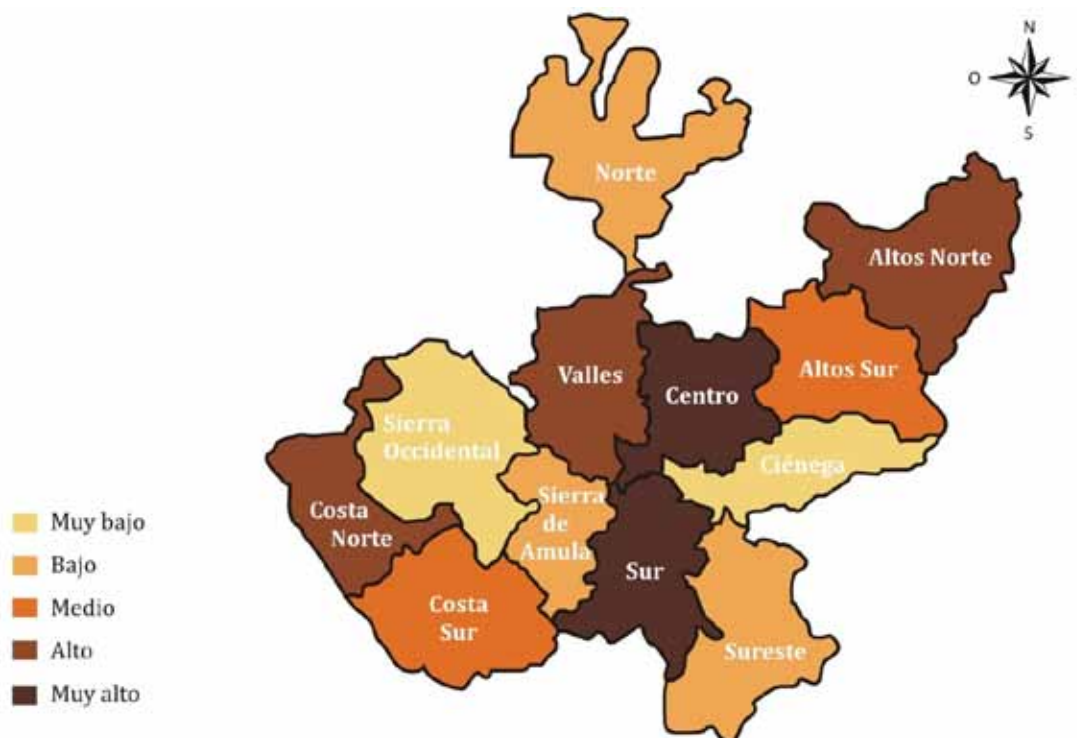 N
O
S
Norte
Altos Norte
Valles
Centro
Altos Sur
Sierra
Occidental
Ciénega
Costa
Norte
Sierra
de
Amula
Sur
Costa
Sur
Sureste
Muy bajo
Bajo
Medio
Alto
Muy alto